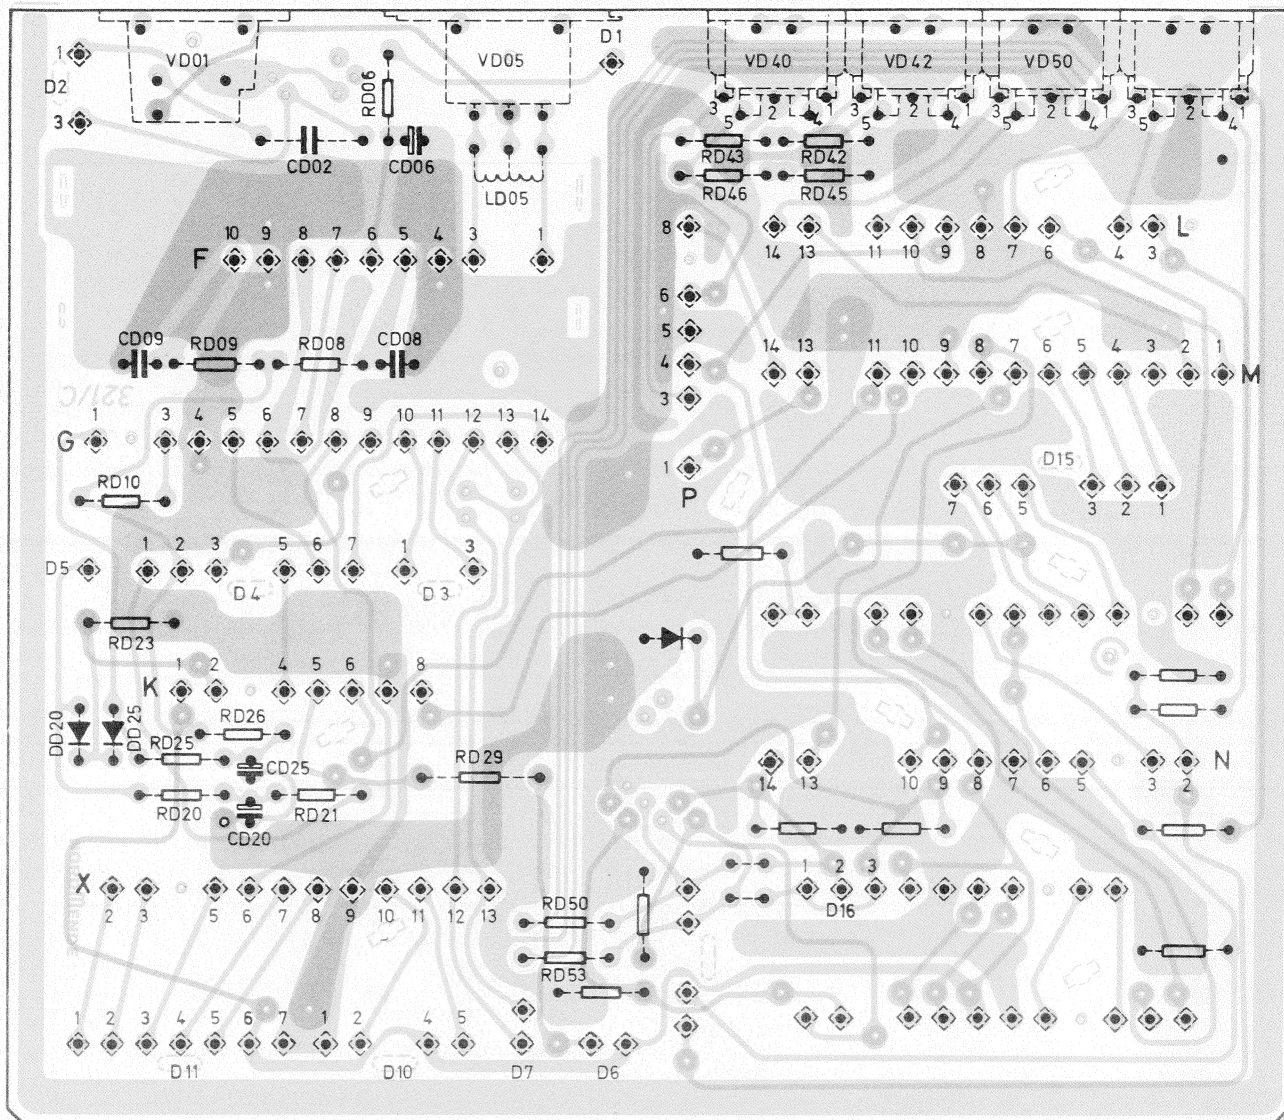 D1
1 VD01 VD05 VD40 VD42 VD50
D2 RD06
3
3 5 2 4 1 3 5 2 4 1 3 5 2 4 1 3 5 2 4 1
CD02 CD06 RD43 RD42
LD05 RD46 RD45
F 10 9 8 7 6 5 4 3 1
8 L
14 13 11 10 9 8 7 6 4 3
6
5
CD09 RD09 RD08 CD08
4 14 13 11 10 9 8 7 6 5 4 3 2 1 M
321/C
3
G 1 3 4 5 6 7 8 9 10 11 12 13 14
1 P
D15
RD10
7 6 5 3 2 1
D5 1 2 3 5 6 7 1 3
D4 D3
RD23
K 1 2 4 5 6 8
DD20 DD25
RD26
RD25 CD25 RD29
N
14 13 10 9 8 7 6 5 3 2
RD20 RD21
CD20
X
1 2 3
D16
2 3 5 6 7 8 9 10 11 12 13
RD50
RD53
1 2 3 4 5 6 7 1 2 4 5
D11 D10 D7 D6